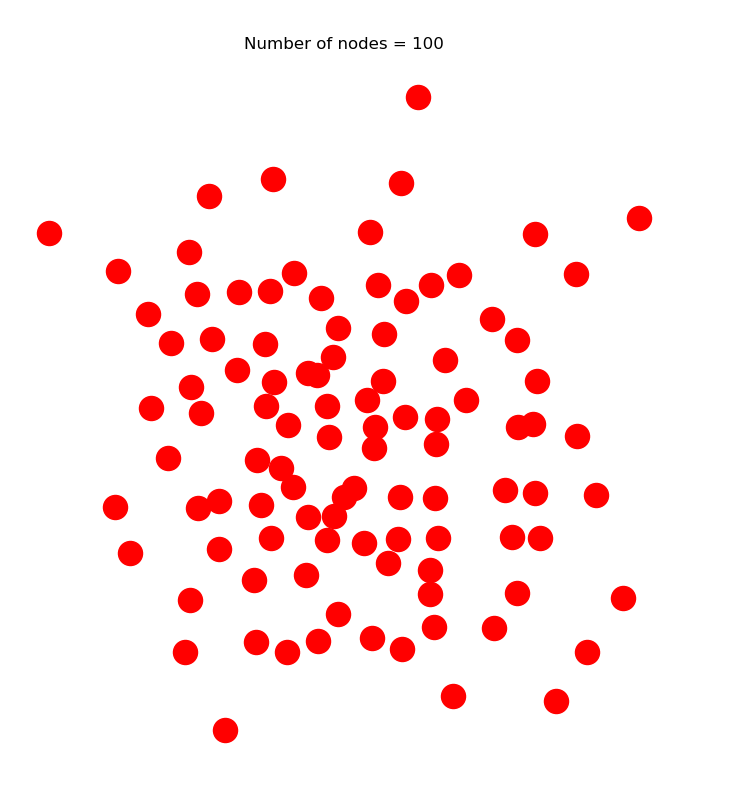 Number of nodes = 100